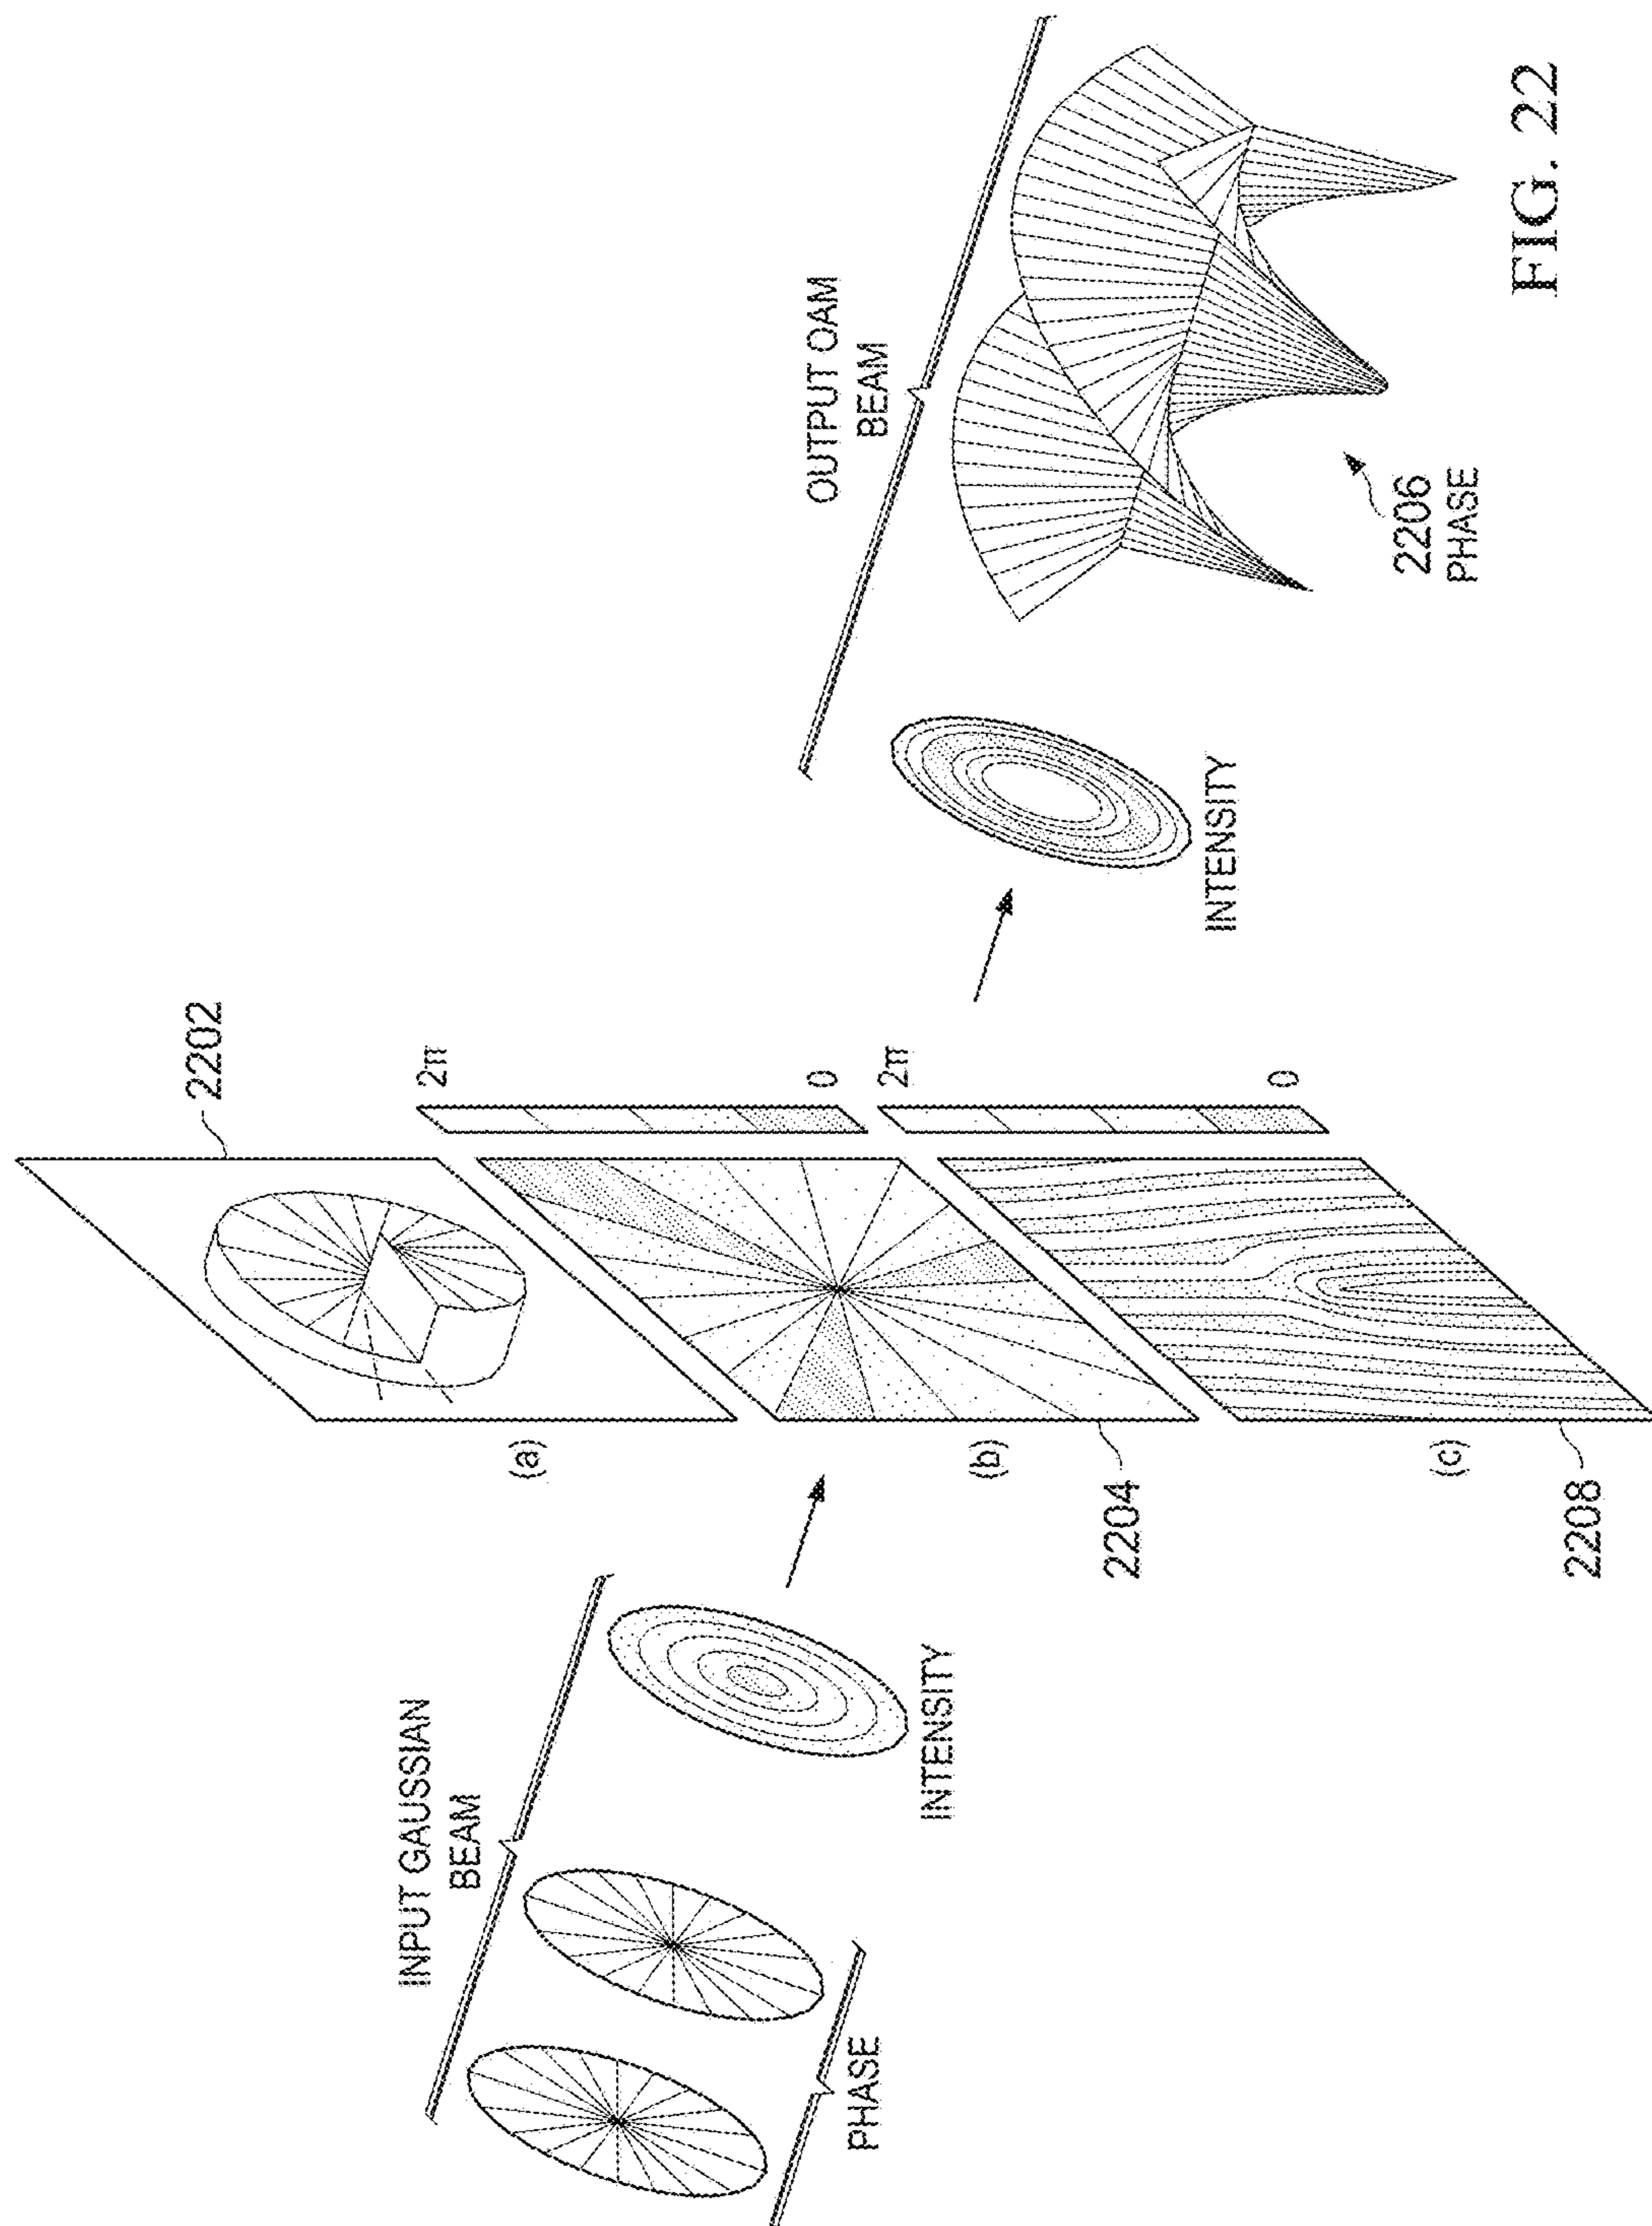 INPUT GAUSSIAN
BEAM
PHASE
INTENSITY
(a)
2202
2π
0
(b)
2204
2π
0
(c)
2208
OUTPUT OAM
BEAM
INTENSITY
2206
PHASE
FIG. 22